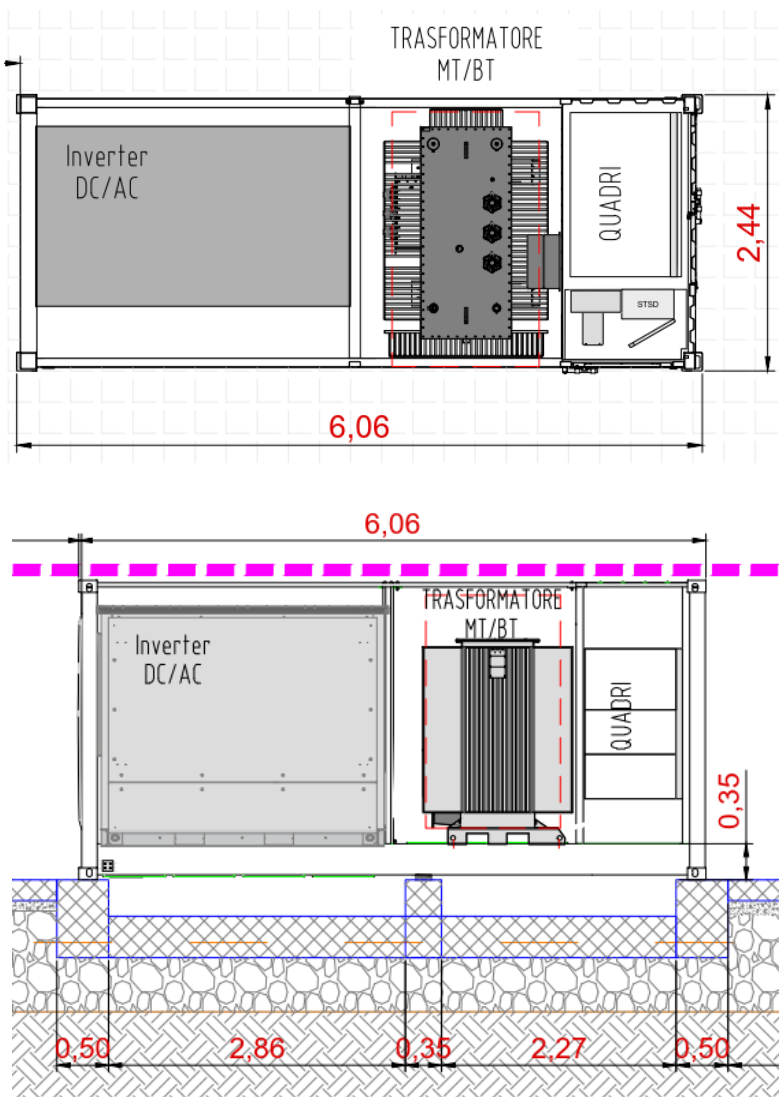 TRASFORMATORE
MT/BT
Inverter
DC/AC
QUADRI
STSD
2,44
6,06
6,06
TRASFORMATORE
MT/BT
Inverter
DC/AC
QUADRI
0,35
0,50
2,86
0,35
2,27
0,50